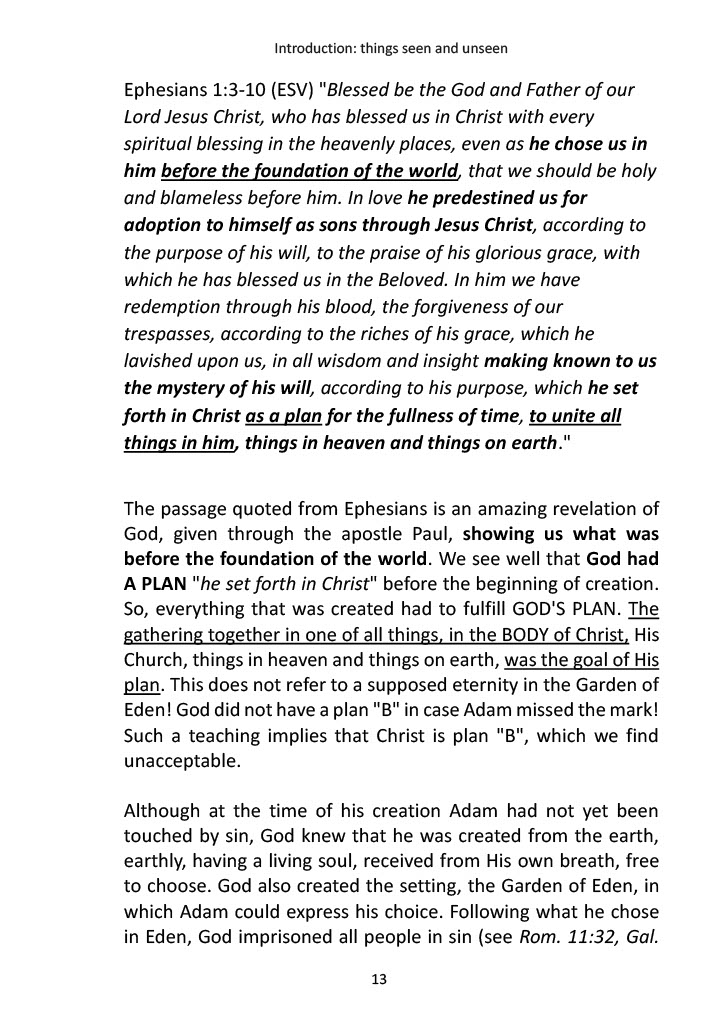 Introduction: things seen and unseen
Ephesians 1:3-10 (ESV) "Blessed be the God and Father of our
Lord Jesus Christ, who has blessed us in Christ with every
spiritual blessing in the heavenly places, even as he chose us in
him before the foundation of the world, that we should be holy
and blameless before him. In love he predestined us for
adoption to himself as sons through Jesus Christ, according to
the purpose of his will, to the praise of his glorious grace, with
which he has blessed us in the Beloved. In him we have
redemption through his blood, the forgiveness of our
trespasses, according to the riches of his grace, which he
lavished upon us, in all wisdom and insight making known to us
the mystery of his will, according to his purpose, which he set
forth in Christ as a plan for the fullness of time, to unite all
things in him, things in heaven and things on earth."
The passage quoted from Ephesians is an amazing revelation of
God, given through the apostle Paul, showing us what was
before the foundation of the world. We see well that God had
A PLAN "he set forth in Christ" before the beginning of creation.
So, everything that was created had to fulfill GOD'S PLAN. The
gathering together in one of all things, in the BODY of Christ, His
Church, things in heaven and things on earth, was the goal of His
plan. This does not refer to a supposed eternity in the Garden of
Eden! God did not have a plan "B" in case Adam missed the mark!
Such a teaching implies that Christ is plan "B", which we find
unacceptable.
Although at the time of his creation Adam had not yet been
touched by sin, God knew that he was created from the earth,
earthly, having a living soul, received from His own breath, free
to choose. God also created the setting, the Garden of Eden, in
which Adam could express his choice. Following what he chose
in Eden, God imprisoned all people in sin (see Rom. 11:32, Gal.
13